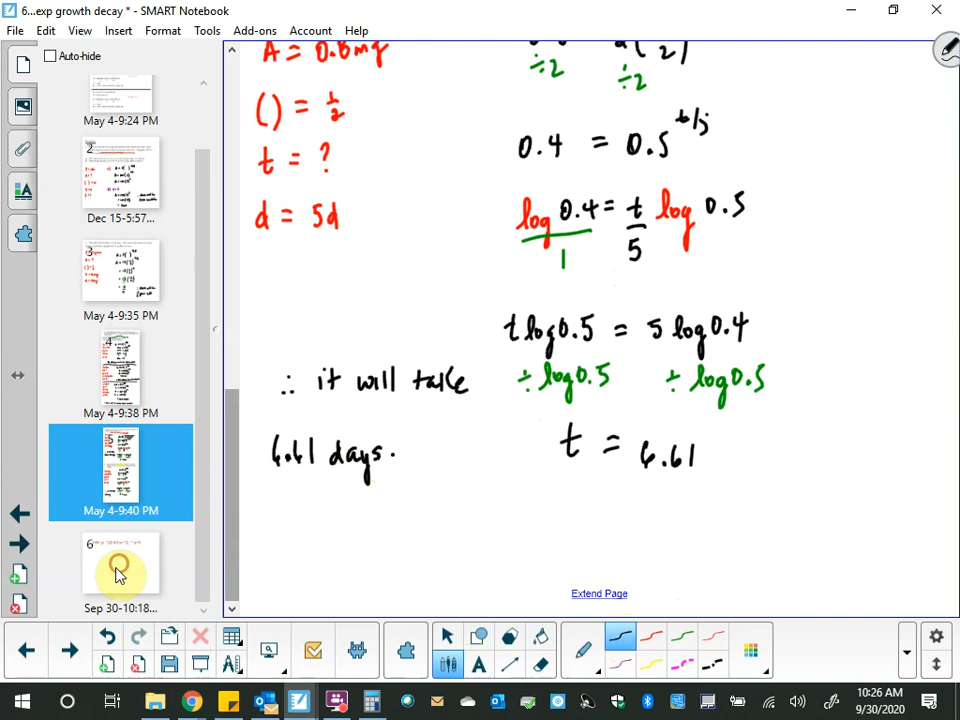 6...exp growth decay * - SMART Notebook
File Edit View Insert Format Tools Add-ons Account Help
Auto-hide
May 4-9:24 PM
2
Dec 15-5:57...
3
May 4-9:35 PM
4
May 4-9:38 PM
5
May 4-9:40 PM
6
Sep 30-10:18...
A = 0.8mg
÷2 ÷2
() = 1/2
0.4 = 0.5 t/5
t = ?
d = 5d
log 0.4 = t/5 log 0.5
1
t log 0.5 = 5 log 0.4
÷ log 0.5 ÷ log 0.5
∴ it will take
6.61 days.
t = 6.61
Extend Page
10:26 AM
9/30/2020